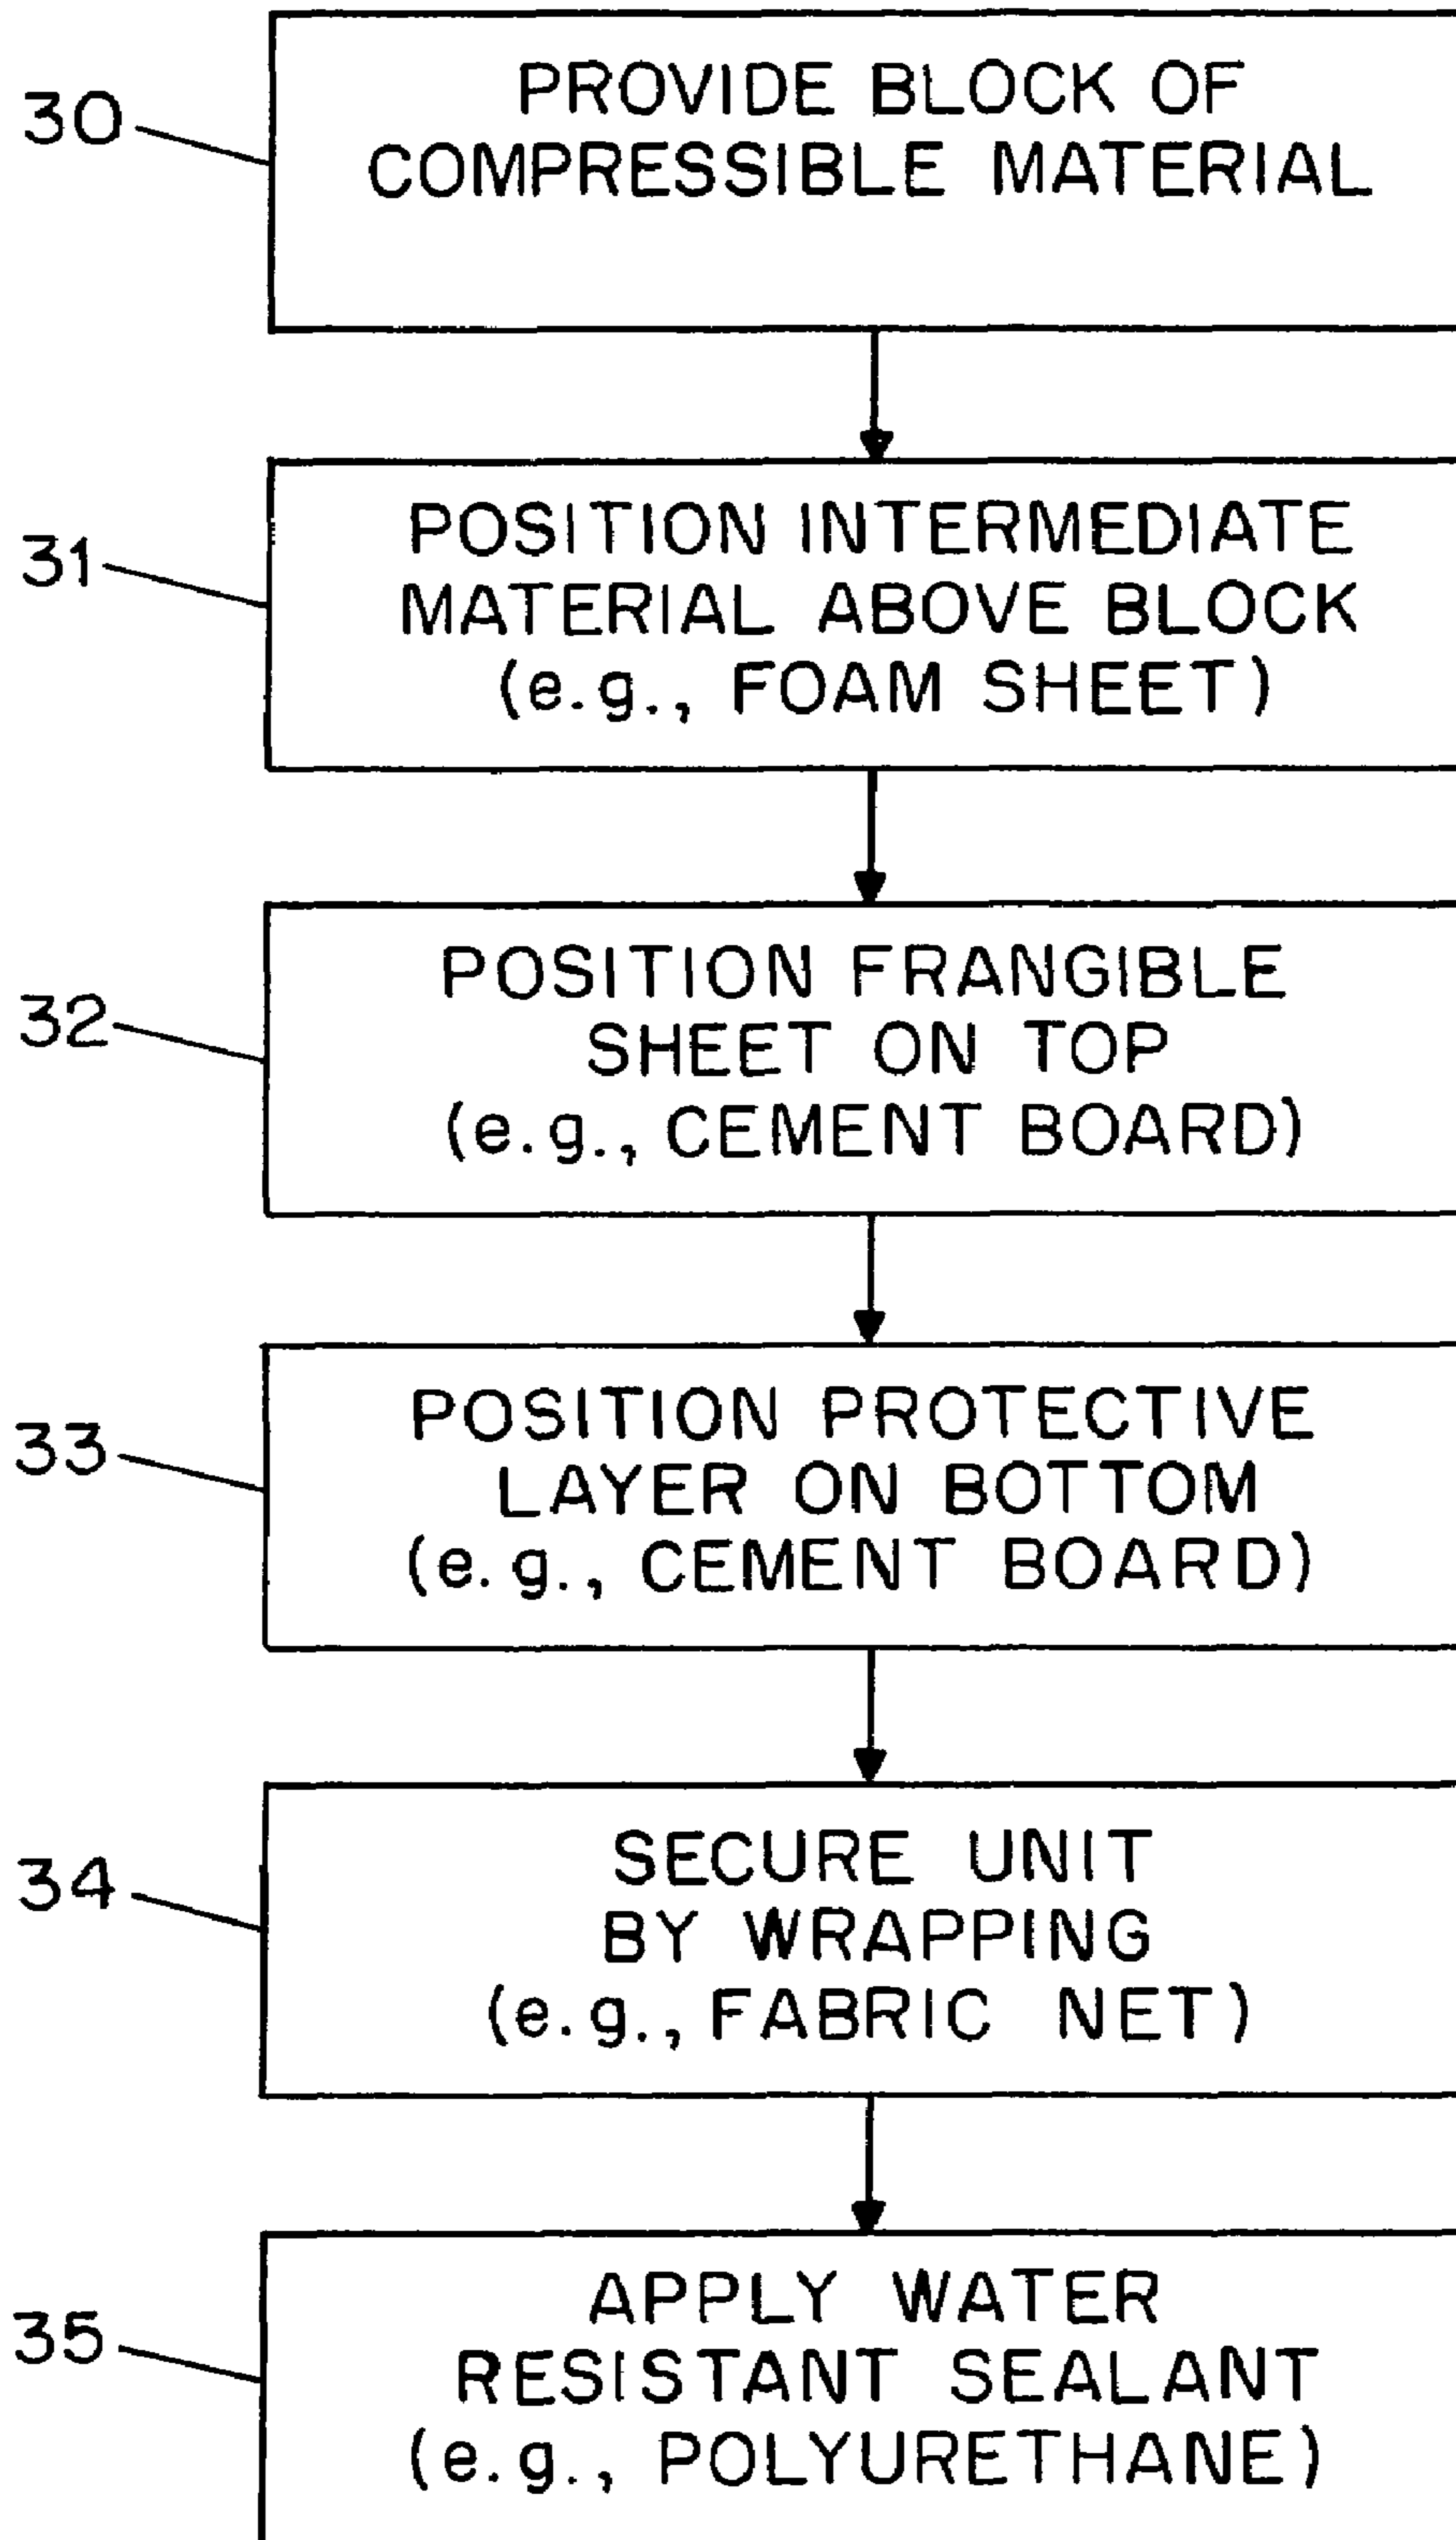 30
PROVIDE BLOCK OF
COMPRESSIBLE MATERIAL
31
POSITION INTERMEDIATE
MATERIAL ABOVE BLOCK
(e.g., FOAM SHEET)
32
POSITION FRANGIBLE
SHEET ON TOP
(e.g., CEMENT BOARD)
33
POSITION PROTECTIVE
LAYER ON BOTTOM
(e.g., CEMENT BOARD)
34
SECURE UNIT
BY WRAPPING
(e.g., FABRIC NET)
35
APPLY WATER
RESISTANT SEALANT
(e.g., POLYURETHANE)